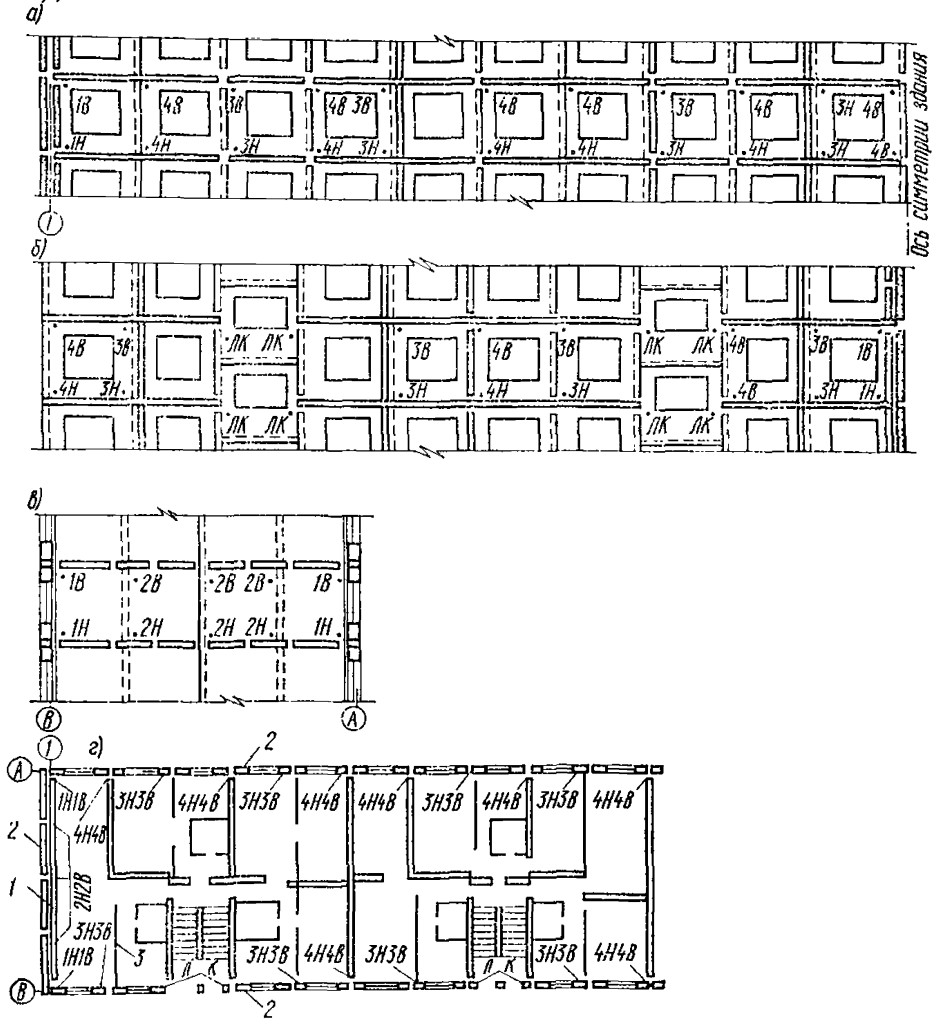 а)
1В 4В 3В 4В 3В 4В 4В 3В 4В 3Н 4В
1Н 4Н 3Н 4Н 3Н 4Н 4Н 3Н 4Н 3Н 4В
1
Ось симметрии здания
б)
ЛК ЛК ЛК ЛК
4В 3В 3В 4В 3В 4В 3В 1В
4Н 3Н 3Н 4Н 3Н 4В 3Н 1Н
ЛК ЛК ЛК ЛК
в)
1В 2В 2В 2В 1В
1Н 2Н 2Н 2Н 1Н
В А
1 г) 2
А
1Н1В 3Н3В 4Н4В 3Н3В 4Н4В 4Н4В 3Н3В 4Н4В 3Н3В 4Н4В
4Н4В
2
1
2Н2В
3Н3В
1Н1В 3 Л К 3Н3В 4Н4В 3Н3В Л К 3Н3В 4Н4В
В
2